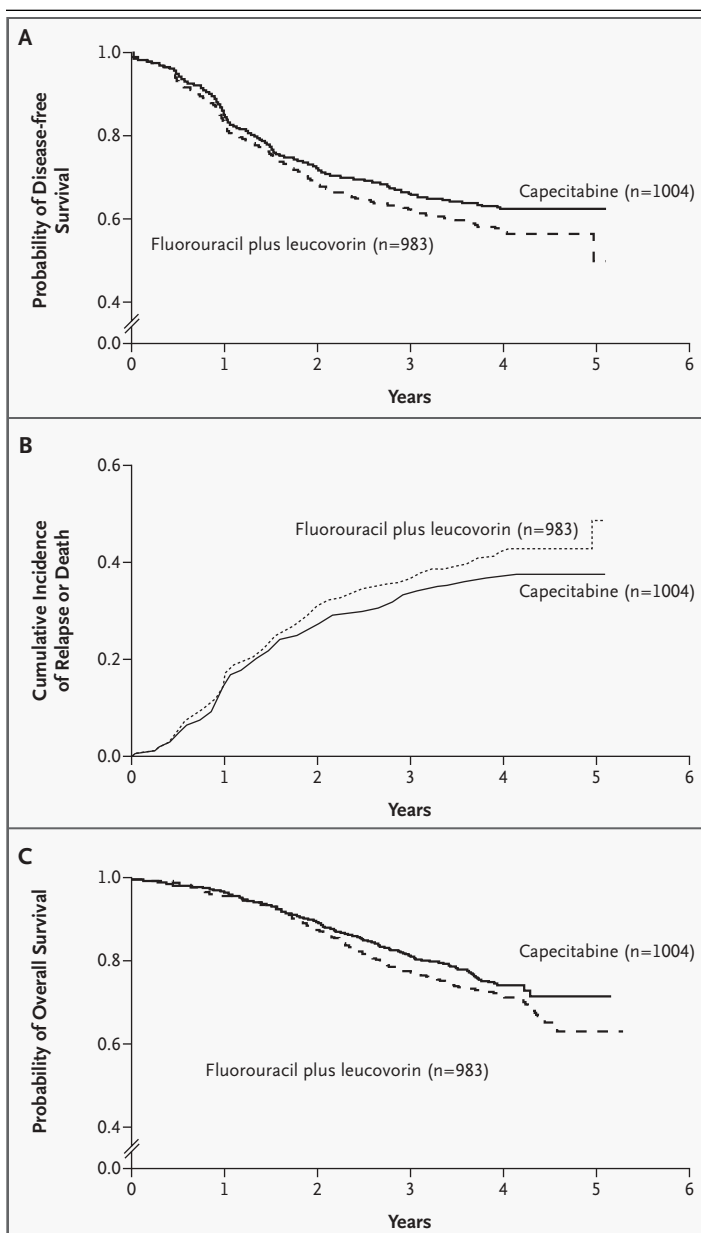 A
Probability of Disease-free
Survival
1.0
0.8
0.6
0.4
0.0
Capecitabine (n=1004)
Fluorouracil plus leucovorin (n=983)
0 1 2 3 4 5 6
Years
B
Cumulative Incidence
of Relapse or Death
0.6
0.4
0.2
0.0
Fluorouracil plus leucovorin (n=983)
Capecitabine (n=1004)
0 1 2 3 4 5 6
Years
C
Probability of Overall Survival
1.0
0.8
0.6
0.4
0.0
Capecitabine (n=1004)
Fluorouracil plus leucovorin (n=983)
0 1 2 3 4 5 6
Years